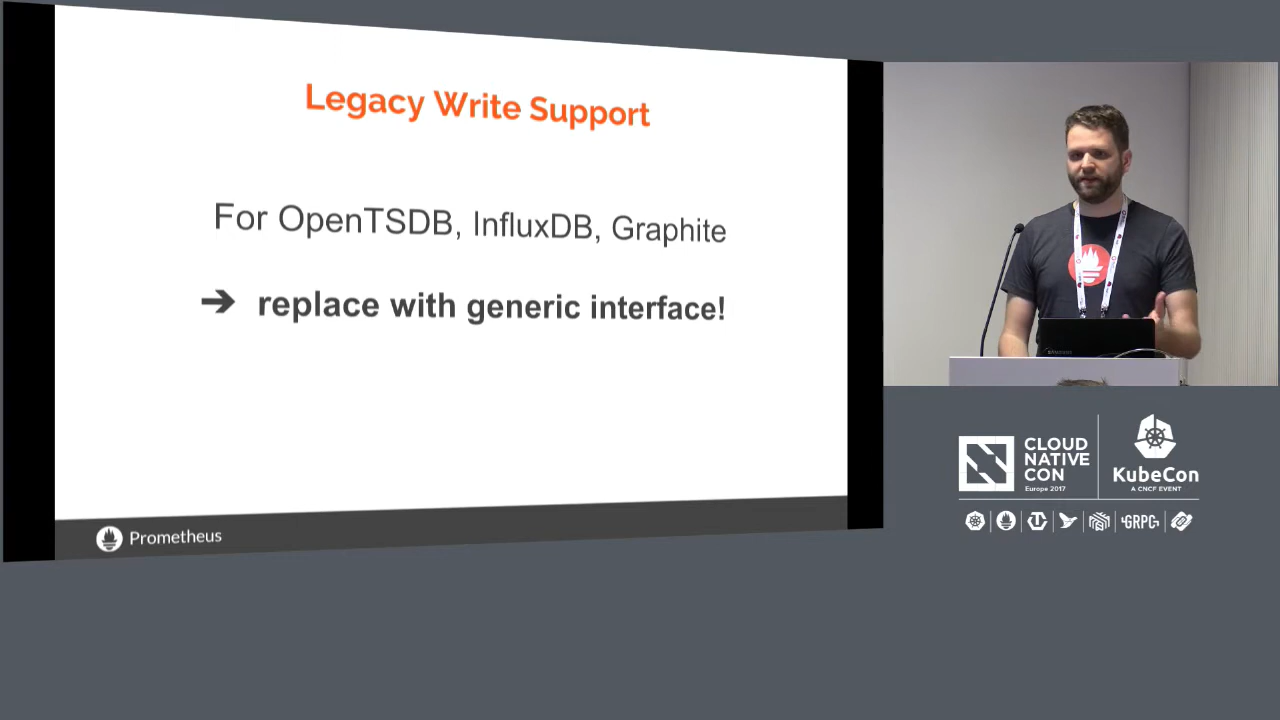 Legacy Write Support
For OpenTSDB, InfluxDB, Graphite
➔ replace with generic interface!
Prometheus
CLOUD
NATIVE
CON
Europe 2017
KubeCon
A CNCF EVENT
GRPC
SAMSUNG